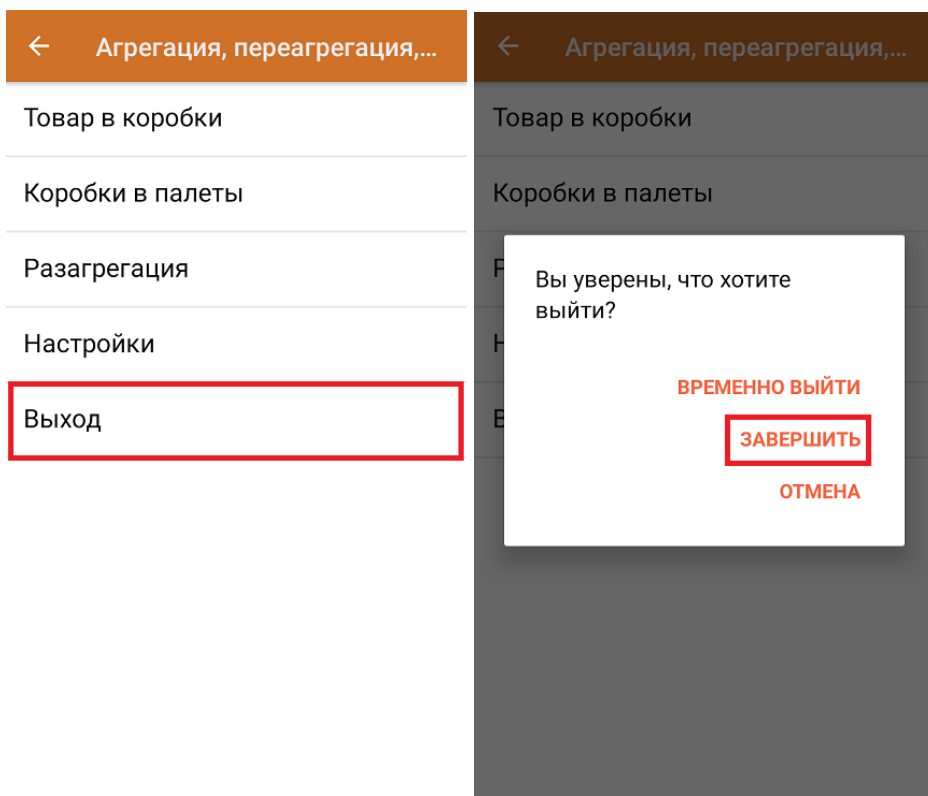 Агрегация, переагрегация,...
Товар в коробки
Коробки в палеты
Разагрегация
Настройки
Выход
Агрегация, переагрегация,...
Товар в коробки
Коробки в палеты
Р
Н
В
Вы уверены, что хотите
выйти?
ВРЕМЕННО ВЫЙТИ
ЗАВЕРШИТЬ
ОТМЕНА